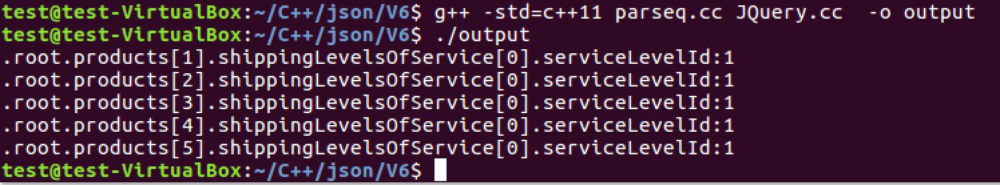 test@test-VirtualBox:~/C++/json/V6$ g++ -std=c++11 parseq.cc JQuery.cc  -o output
test@test-VirtualBox:~/C++/json/V6$ ./output
.root.products[1].shippingLevelsOfService[0].serviceLevelId:1
.root.products[2].shippingLevelsOfService[0].serviceLevelId:1
.root.products[3].shippingLevelsOfService[0].serviceLevelId:1
.root.products[4].shippingLevelsOfService[0].serviceLevelId:1
.root.products[5].shippingLevelsOfService[0].serviceLevelId:1
test@test-VirtualBox:~/C++/json/V6$